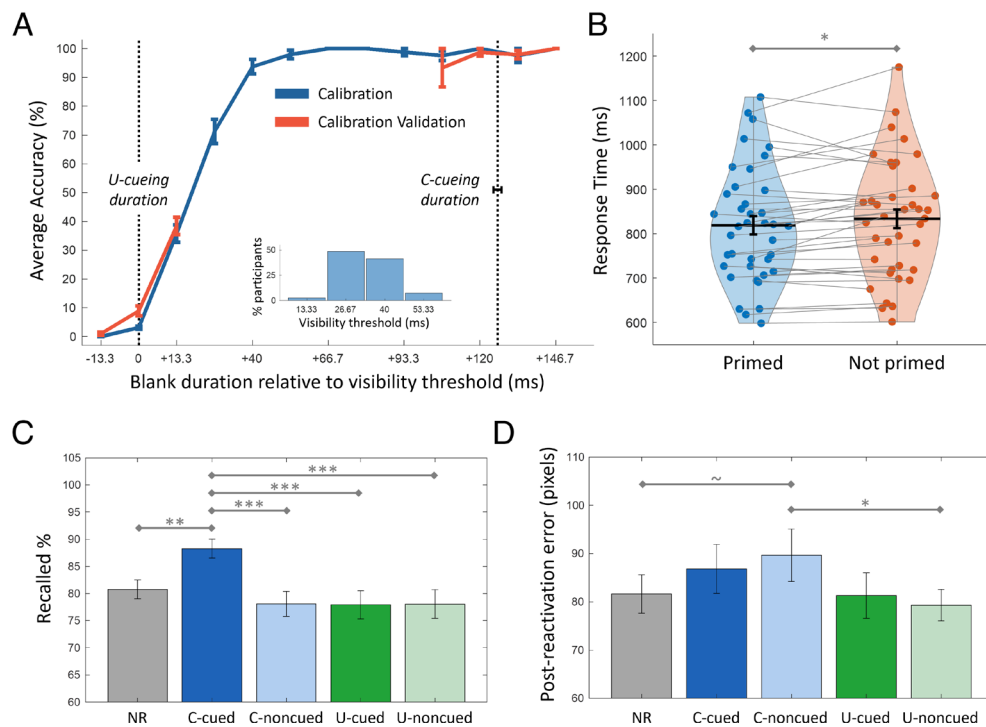 A
Average Accuracy (%)
100
90
80
70
60
50
40
30
20
10
0
Calibration
Calibration Validation
U-cueing
duration
C-cueing
duration
% participants
50
25
0
13.33 26.67 40 53.33
Visibility threshold (ms)
-13.3 0 +13.3 +40 +66.7 +93.3 +120 +146.7
Blank duration relative to visibility threshold (ms)
B
Response Time (ms)
1200
1100
1000
900
800
700
600
*
Primed Not primed
C
Recalled %
105
100
95
90
85
80
75
70
65
60
***
***
** ***
NR C-cued C-noncued U-cued U-noncued
D
Post-reactivation error (pixels)
110
100
90
80
70
60
~
*
NR C-cued C-noncued U-cued U-noncued